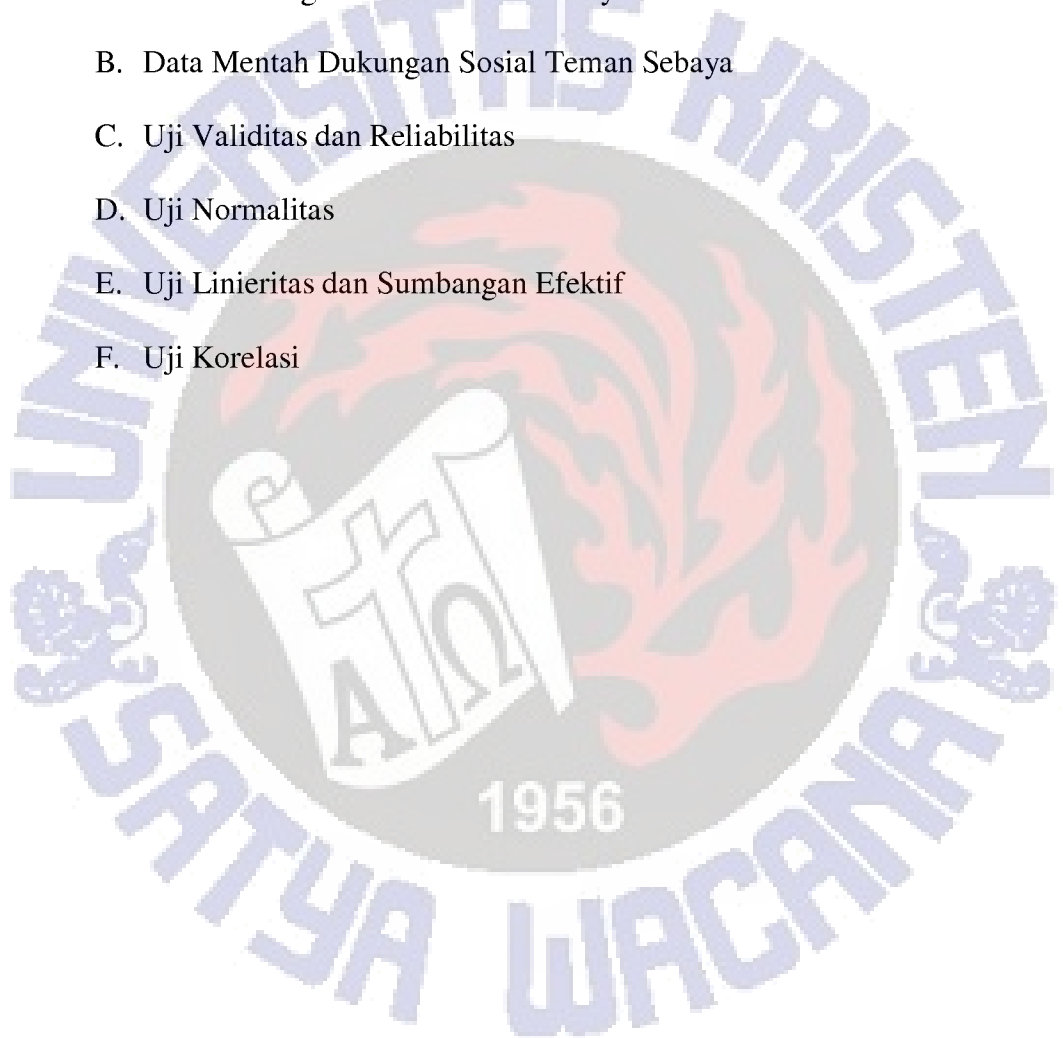 B. Data Mentah Dukungan Sosial Teman Sebaya
C. Uji Validitas dan Reliabilitas
D. Uji Normalitas
E. Uji Linieritas dan Sumbangan Efektif
F. Uji Korelasi
UNIVERSITAS KRISTEN
Α Ω
1956
SATYA WACANA